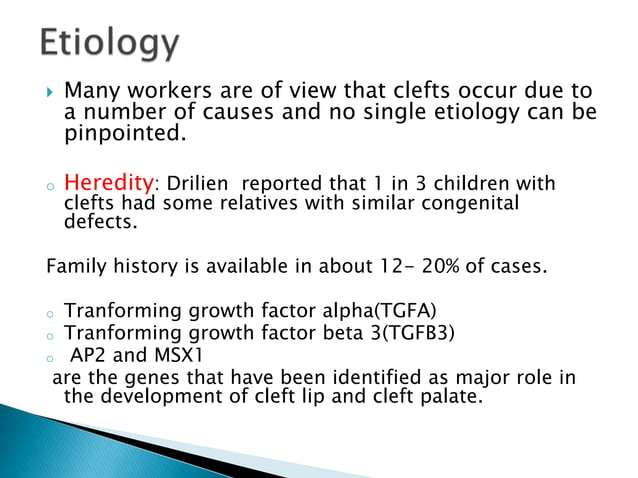 Etiology
Many workers are of view that clefts occur due to
a number of causes and no single etiology can be
pinpointed.
Heredity: Drilien reported that 1 in 3 children with
clefts had some relatives with similar congenital
defects.
Family history is available in about 12- 20% of cases.
Tranforming growth factor alpha(TGFA)
Tranforming growth factor beta 3(TGFB3)
AP2 and MSX1
are the genes that have been identified as major role in
the development of cleft lip and cleft palate.